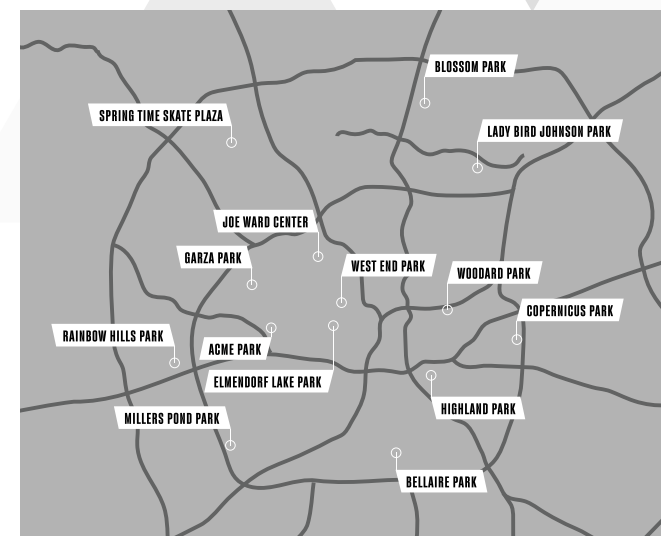 BLOSSOM PARK
SPRING TIME SKATE PLAZA
LADY BIRD JOHNSON PARK
JOE WARD CENTER
GARZA PARK
WEST END PARK
WOODARD PARK
COPERNICUS PARK
RAINBOW HILLS PARK
ACME PARK
ELMENDORF LAKE PARK
HIGHLAND PARK
MILLERS POND PARK
BELLAIRE PARK